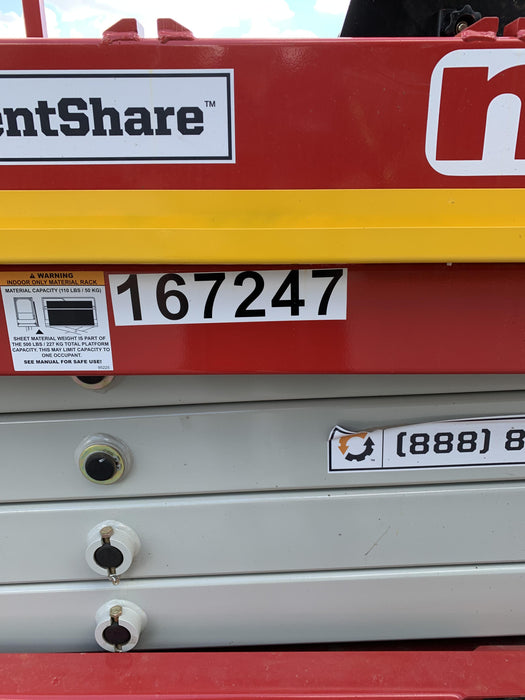 entShare™
WARNING
INDOOR ONLY MATERIAL RACK
MATERIAL CAPACITY (110 LBS / 50 KG)
SHEET MATERIAL WEIGHT IS PART OF
THE 500 LBS / 227 KG TOTAL PLATFORM
CAPACITY. THIS MAY LIMIT CAPACITY TO
ONE OCCUPANT.
SEE MANUAL FOR SAFE USE!
167247
(888) 8